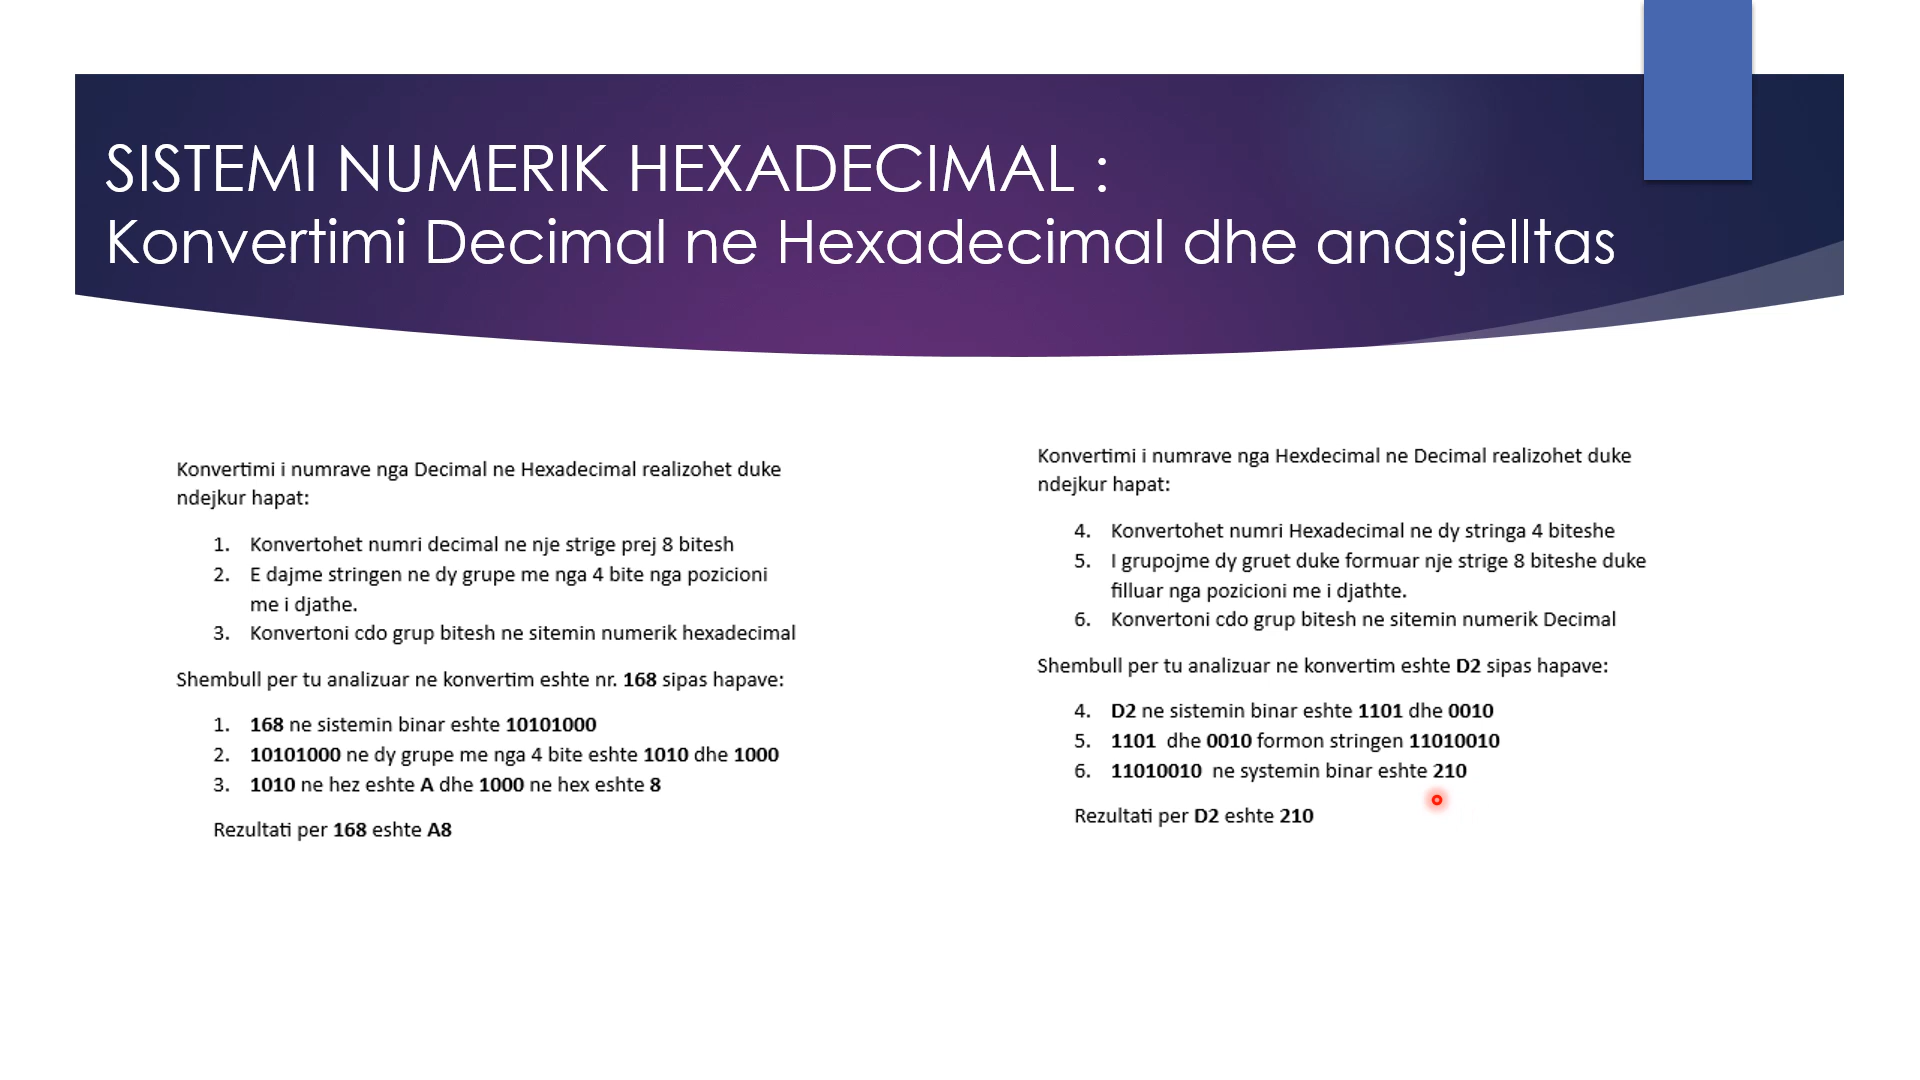 SISTEMI NUMERIK HEXADECIMAL :
Konvertimi Decimal ne Hexadecimal dhe anasjelltas
Konvertimi i numrave nga Decimal ne Hexadecimal realizohet duke
ndejkur hapat:
1. Konvertohet numri decimal ne nje strige prej 8 bitesh
2. E dajme stringen ne dy grupe me nga 4 bite nga pozicioni
me i djathe.
3. Konvertoni cdo grup bitesh ne sitemin numerik hexadecimal
Shembull per tu analizuar ne konvertim eshte nr. 168 sipas hapave:
1. 168 ne sistemin binar eshte 10101000
2. 10101000 ne dy grupe me nga 4 bite eshte 1010 dhe 1000
3. 1010 ne hez eshte A dhe 1000 ne hex eshte 8
Rezultati per 168 eshte A8
Konvertimi i numrave nga Hexdecimal ne Decimal realizohet duke
ndejkur hapat:
4. Konvertohet numri Hexadecimal ne dy stringa 4 biteshe
5. I grupojme dy gruet duke formuar nje strige 8 biteshe duke
filluar nga pozicioni me i djathte.
6. Konvertoni cdo grup bitesh ne sitemin numerik Decimal
Shembull per tu analizuar ne konvertim eshte D2 sipas hapave:
4. D2 ne sistemin binar eshte 1101 dhe 0010
5. 1101 dhe 0010 formon stringen 11010010
6. 11010010 ne systemin binar eshte 210
Rezultati per D2 eshte 210